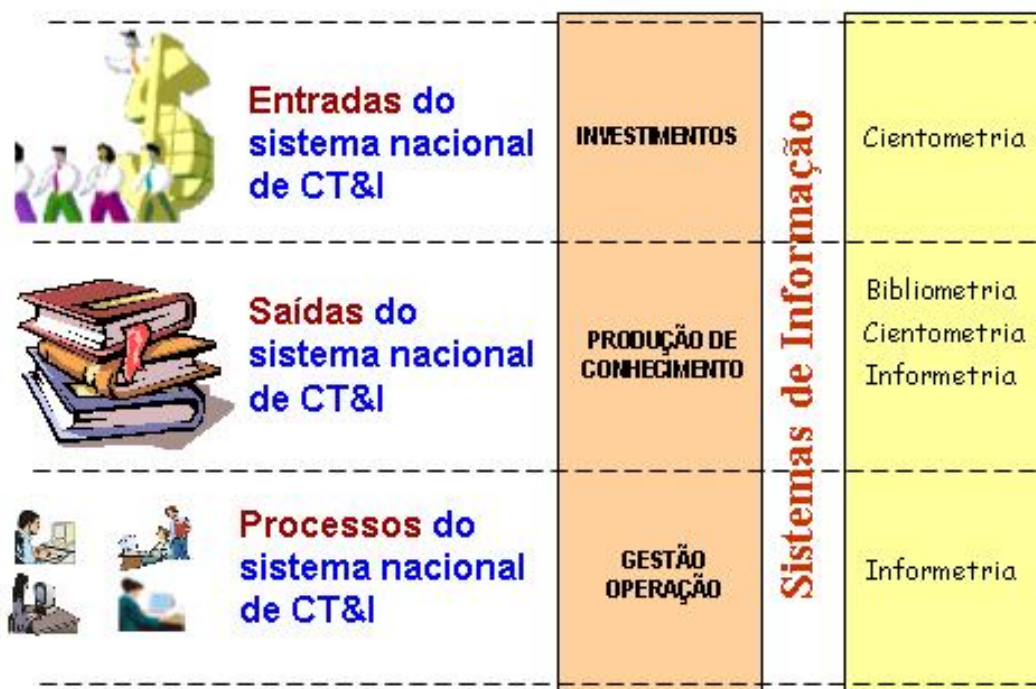 Entradas do
sistema nacional
de CT&I
INVESTIMENTOS
Cientometria
Saídas do
sistema nacional
de CT&I
PRODUÇÃO DE
CONHECIMENTO
Sistemas de Informação
Bibliometria
Cientometria
Informetria
Processos do
sistema nacional
de CT&I
GESTÃO
OPERAÇÃO
Informetria